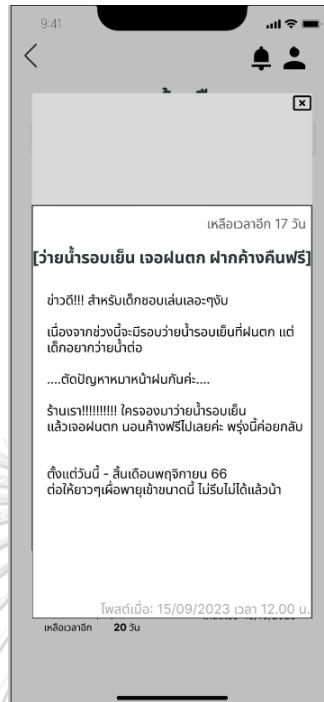 9:41
เหลือเวลาอีก 17 วัน
[ว่ายน้ำรอบเย็น เจอฝนตก ฝากค้างคืนฟรี]
ข่าวดี!!! สำหรับเด็กชอบเล่นเลอะๆงับ
เนื่องจากช่วงนี้จะมีรอบว่ายน้ำรอบเย็นที่ฝนตก แต่
เด็กอยากว่ายน้ำต่อ
....ตัดปัญหาหมาหน้าฝนกันค่ะ....
ร้านเรา!!!!!!!!!! ใครจองมาว่ายน้ำรอบเย็น
แล้วเจอฝนตก นอนค้างฟรีไปเลยค่ะ พรุ่งนี้ค่อยกลับ
ตั้งแต่วันนี้ - สิ้นเดือนพฤจิกายน 66
ต่อให้ยาวๆเผื่อพายุเข้าขนาดนี้ ไม่รีบไม่ได้แล้วน้า
โพสต์เมื่อ: 15/09/2023 เวลา 12.00 น.
เหลือเวลาอีก 20 วัน